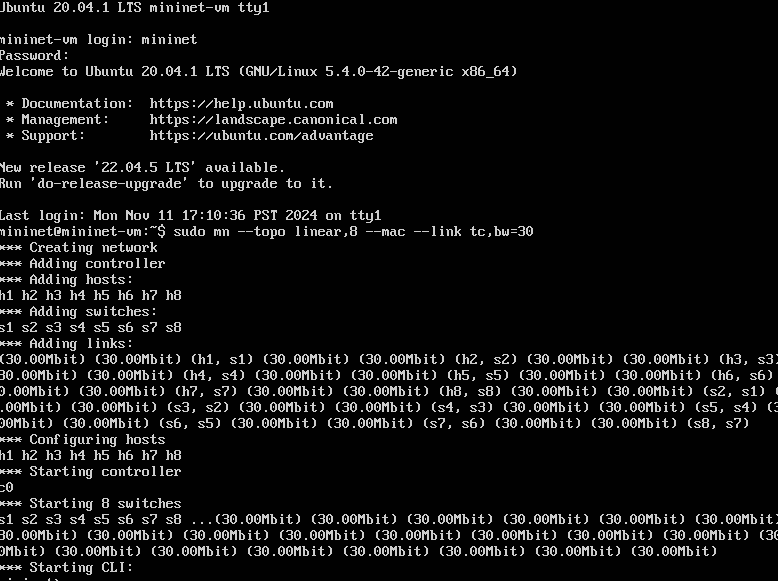 Ubuntu 20.04.1 LTS mininet-vm tty1
mininet-vm login: mininet
Password:
Welcome to Ubuntu 20.04.1 LTS (GNU/Linux 5.4.0-42-generic x86_64)
* Documentation:  https://help.ubuntu.com
* Management:     https://landscape.canonical.com
* Support:        https://ubuntu.com/advantage
New release '22.04.5 LTS' available.
Run 'do-release-upgrade' to upgrade to it.
Last login: Mon Nov 11 17:10:36 PST 2024 on tty1
mininet@mininet-vm:~$ sudo mn --topo linear,8 --mac --link tc,bw=30
*** Creating network
*** Adding controller
*** Adding hosts:
h1 h2 h3 h4 h5 h6 h7 h8
*** Adding switches:
s1 s2 s3 s4 s5 s6 s7 s8
*** Adding links:
(30.00Mbit) (30.00Mbit) (h1, s1) (30.00Mbit) (30.00Mbit) (h2, s2) (30.00Mbit) (30.00Mbit) (h3, s3)
30.00Mbit) (30.00Mbit) (h4, s4) (30.00Mbit) (30.00Mbit) (h5, s5) (30.00Mbit) (30.00Mbit) (h6, s6)
0.00Mbit) (30.00Mbit) (h7, s7) (30.00Mbit) (30.00Mbit) (h8, s8) (30.00Mbit) (30.00Mbit) (s2, s1) (
.00Mbit) (30.00Mbit) (s3, s2) (30.00Mbit) (30.00Mbit) (s4, s3) (30.00Mbit) (30.00Mbit) (s5, s4) (3
00Mbit) (30.00Mbit) (s6, s5) (30.00Mbit) (30.00Mbit) (s7, s6) (30.00Mbit) (30.00Mbit) (s8, s7)
*** Configuring hosts
h1 h2 h3 h4 h5 h6 h7 h8
*** Starting controller
c0
*** Starting 8 switches
s1 s2 s3 s4 s5 s6 s7 s8 ...(30.00Mbit) (30.00Mbit) (30.00Mbit) (30.00Mbit) (30.00Mbit) (30.00Mbit)
30.00Mbit) (30.00Mbit) (30.00Mbit) (30.00Mbit) (30.00Mbit) (30.00Mbit) (30.00Mbit) (30.00Mbit) (3
0Mbit) (30.00Mbit) (30.00Mbit) (30.00Mbit) (30.00Mbit) (30.00Mbit) (30.00Mbit)
*** Starting CLI: